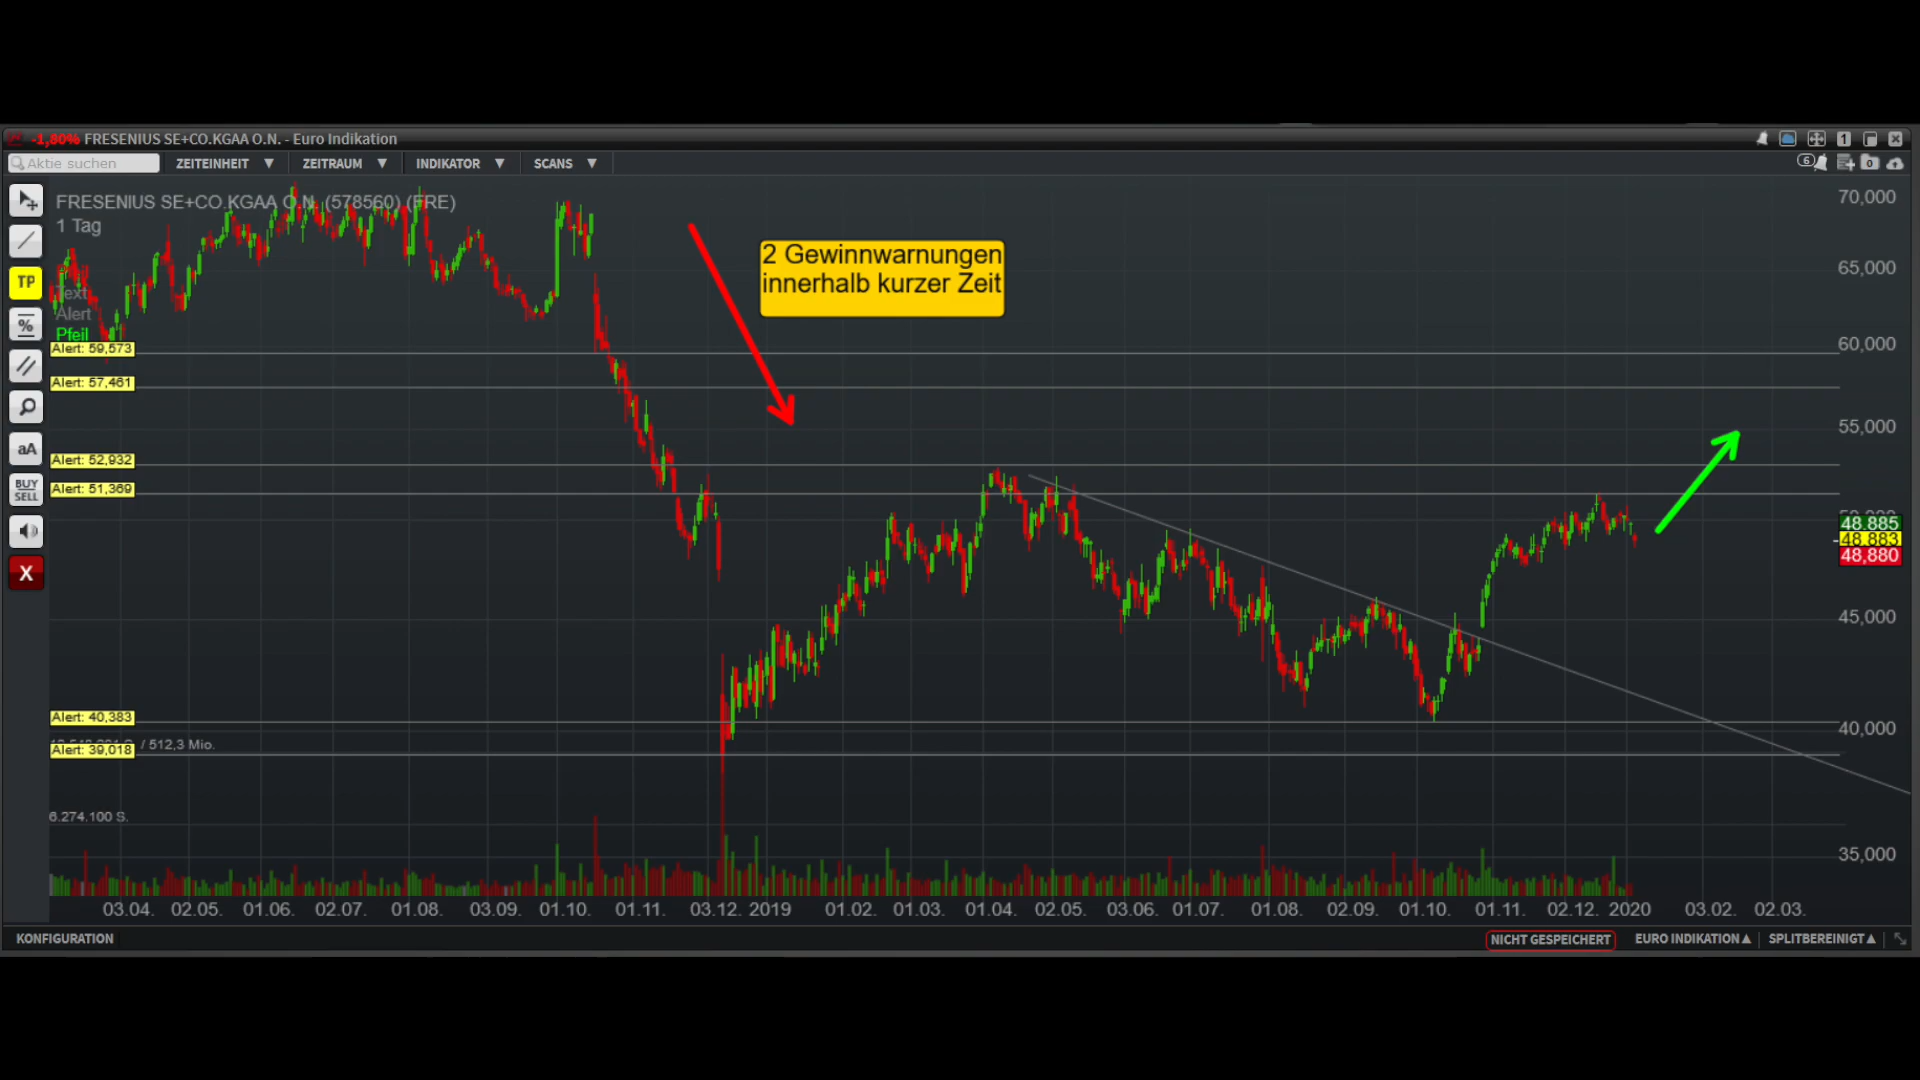 -1,80% FRESENIUS SE+CO.KGAA O.N. - Euro Indikation
1
Aktie suchen ZEITEINHEIT ▼ ZEITRAUM ▼ INDIKATOR ▼ SCANS ▼
6 0
FRESENIUS SE+CO.KGAA O.N. (578560) (FRE)
1 Tag
TP
Text
Alert
Pfeil
%
aA
BUY
SELL
X
2 Gewinnwarnungen
innerhalb kurzer Zeit
Alert: 59,573
Alert: 57,461
Alert: 52,932
Alert: 51,369
Alert: 40,383
/ 512,3 Mio.
Alert: 39,018
6.274.100 S.
70,000
65,000
60,000
55,000
48,885
48,883
48,880
45,000
40,000
35,000
03.04. 02.05. 01.06. 02.07. 01.08. 03.09. 01.10. 01.11. 03.12. 2019 01.02. 01.03. 01.04. 02.05. 03.06. 01.07. 01.08. 02.09. 01.10. 01.11. 02.12. 2020 03.02. 02.03.
KONFIGURATION NICHT GESPEICHERT EURO INDIKATION▲ SPLITBEREINIGT▲